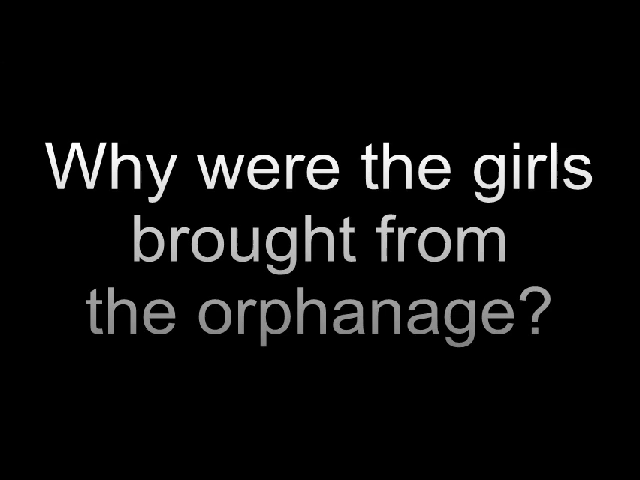 Why were the girls
brought from
the orphanage?